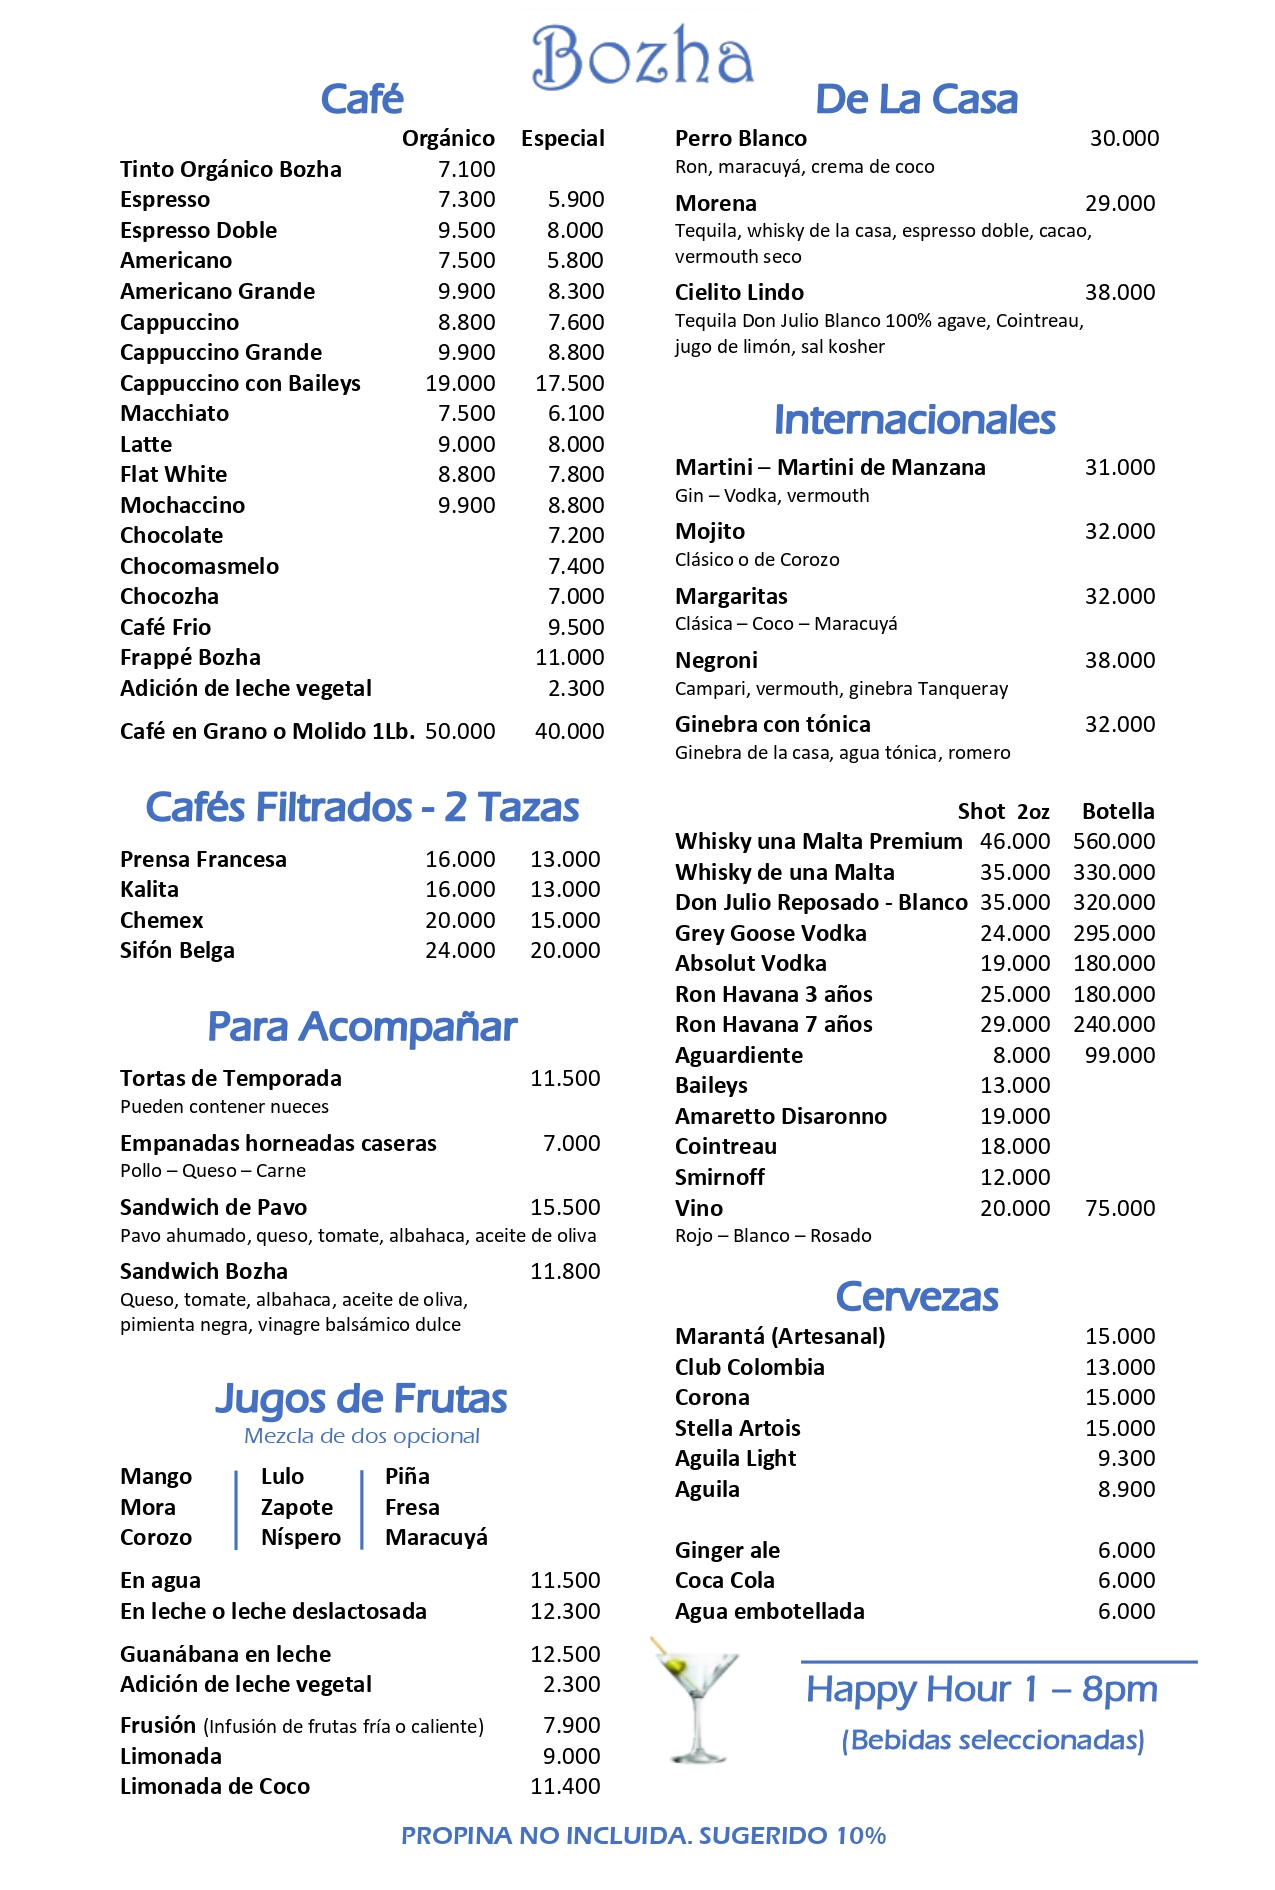 Bozha
Café
Orgánico Especial
Tinto Orgánico Bozha 7.100
Espresso 7.300 5.900
Espresso Doble 9.500 8.000
Americano 7.500 5.800
Americano Grande 9.900 8.300
Cappuccino 8.800 7.600
Cappuccino Grande 9.900 8.800
Cappuccino con Baileys 19.000 17.500
Macchiato 7.500 6.100
Latte 9.000 8.000
Flat White 8.800 7.800
Mochaccino 9.900 8.800
Chocolate 7.200
Chocomasmelo 7.400
Chocozha 7.000
Café Frio 9.500
Frappé Bozha 11.000
Adición de leche vegetal 2.300
Café en Grano o Molido 1Lb. 50.000 40.000
Cafés Filtrados - 2 Tazas
Prensa Francesa 16.000 13.000
Kalita 16.000 13.000
Chemex 20.000 15.000
Sifón Belga 24.000 20.000
Para Acompañar
Tortas de Temporada 11.500
Pueden contener nueces
Empanadas horneadas caseras 7.000
Pollo – Queso – Carne
Sandwich de Pavo 15.500
Pavo ahumado, queso, tomate, albahaca, aceite de oliva
Sandwich Bozha 11.800
Queso, tomate, albahaca, aceite de oliva,
pimienta negra, vinagre balsámico dulce
Jugos de Frutas
Mezcla de dos opcional
Mango Lulo Piña
Mora Zapote Fresa
Corozo Níspero Maracuyá
En agua 11.500
En leche o leche deslactosada 12.300
Guanábana en leche 12.500
Adición de leche vegetal 2.300
Frusión (Infusión de frutas fría o caliente) 7.900
Limonada 9.000
Limonada de Coco 11.400
De La Casa
Perro Blanco 30.000
Ron, maracuyá, crema de coco
Morena 29.000
Tequila, whisky de la casa, espresso doble, cacao,
vermouth seco
Cielito Lindo 38.000
Tequila Don Julio Blanco 100% agave, Cointreau,
jugo de limón, sal kosher
Internacionales
Martini – Martini de Manzana 31.000
Gin – Vodka, vermouth
Mojito 32.000
Clásico o de Corozo
Margaritas 32.000
Clásica – Coco – Maracuyá
Negroni 38.000
Campari, vermouth, ginebra Tanqueray
Ginebra con tónica 32.000
Ginebra de la casa, agua tónica, romero
Shot 2oz Botella
Whisky una Malta Premium 46.000 560.000
Whisky de una Malta 35.000 330.000
Don Julio Reposado - Blanco 35.000 320.000
Grey Goose Vodka 24.000 295.000
Absolut Vodka 19.000 180.000
Ron Havana 3 años 25.000 180.000
Ron Havana 7 años 29.000 240.000
Aguardiente 8.000 99.000
Baileys 13.000
Amaretto Disaronno 19.000
Cointreau 18.000
Smirnoff 12.000
Vino 20.000 75.000
Rojo – Blanco – Rosado
Cervezas
Marantá (Artesanal) 15.000
Club Colombia 13.000
Corona 15.000
Stella Artois 15.000
Aguila Light 9.300
Aguila 8.900
Ginger ale 6.000
Coca Cola 6.000
Agua embotellada 6.000
Happy Hour 1 – 8pm
(Bebidas seleccionadas)
PROPINA NO INCLUIDA. SUGERIDO 10%